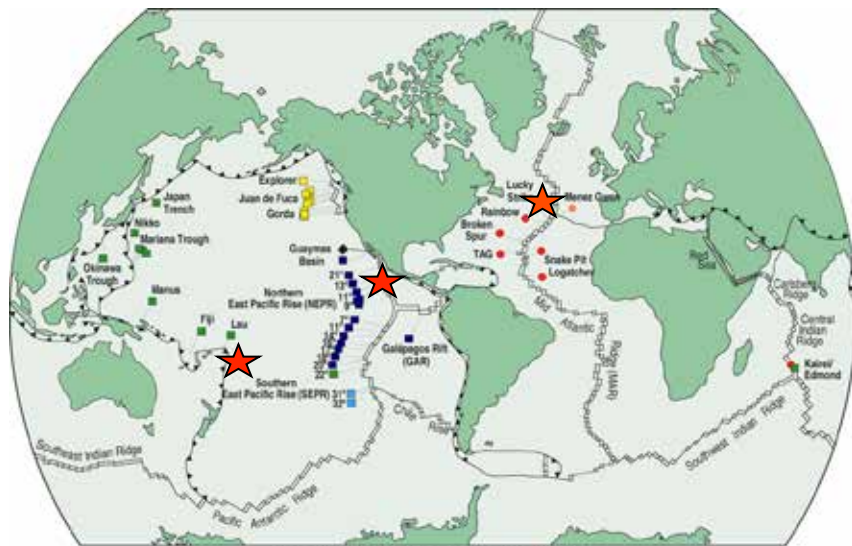 Explorer
Juan de Fuca
Gorda
Japan
Trench
Nikko
Mariana Trough
Okinawa
Trough
Manus
Fiji
Lau
Guaymas
Basin
21°
13°
11°
9°
Northern
East Pacific Rise (NEPR)
7°
11°
Southern
East Pacific Rise (SEPR)
31°
32°
Galápagos Rift
(GAR)
Lucky
Menez Gwen
Rainbow
Broken
Spur
TAG
Snake Pit
Logatchev
Mid
Atlantic
Ridge (MAR)
Red
Sea
Carlsberg
Ridge
Central
Indian
Ridge
Kairei/
Edmond
Southwest Indian Ridge
Southeast Indian Ridge
Pacific Antarctic Ridge
Chile Rise